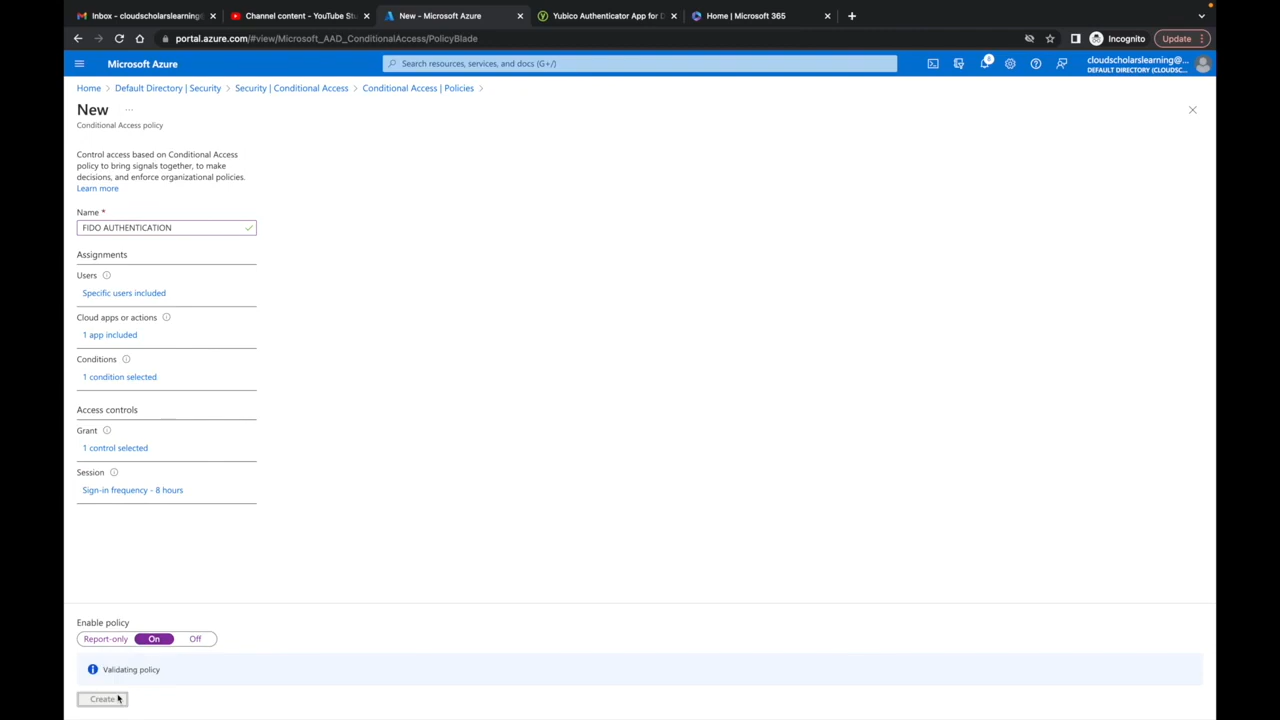 Inbox - cloudscholarslearning
Channel content - YouTube Stu
New - Microsoft Azure
Yubico Authenticator App for D
Home | Microsoft 365
portal.azure.com/#view/Microsoft_AAD_ConditionalAccess/PolicyBlade
Incognito
Update
Microsoft Azure
Search resources, services, and docs (G+/)
cloudscholarslearning@...
DEFAULT DIRECTORY (CLOUDSC...
Home > Default Directory | Security > Security | Conditional Access > Conditional Access | Policies >
New ...
Conditional Access policy
Control access based on Conditional Access
policy to bring signals together, to make
decisions, and enforce organizational policies.
Learn more
Name *
FIDO AUTHENTICATION
Assignments
Users
Specific users included
Cloud apps or actions
1 app included
Conditions
1 condition selected
Access controls
Grant
1 control selected
Session
Sign-in frequency - 8 hours
Enable policy
Report-only On Off
Validating policy
Create